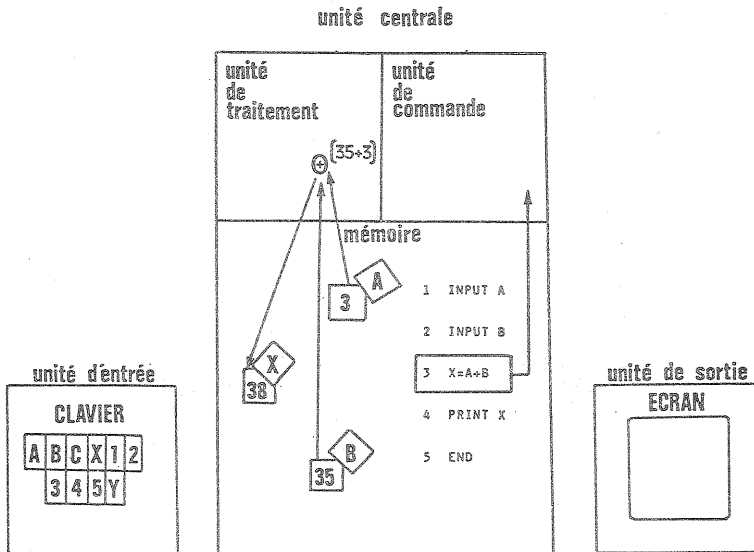 unité centrale
unité
de
traitement
unité
de
commande
(35+3)
mémoire
A
3
X
38
B
35
1 INPUT A
2 INPUT B
3 X=A+B
4 PRINT X
5 END
unité d'entrée
CLAVIER
A B C X 1 2
3 4 5 Y
unité de sortie
ECRAN